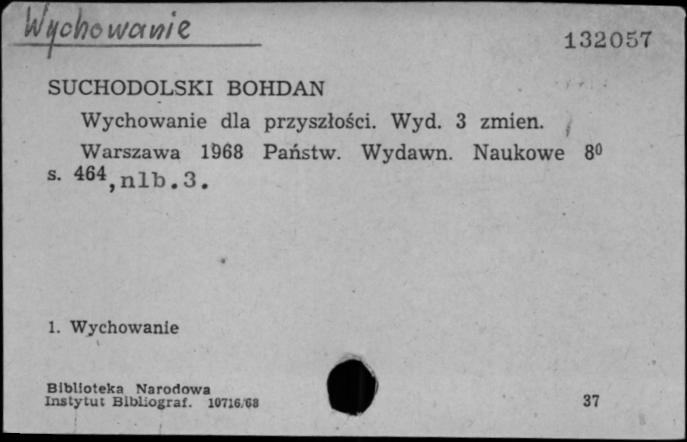 Wychowanie
132057
SUCHODOLSKI BOHDAN
Wychowanie dla przyszłości. Wyd. 3 zmien.
Warszawa 1968 Państw. Wydawn. Naukowe 8⁰
s. 464, nlb.3.
1. Wychowanie
Biblioteka Narodowa
Instytut Bibliograf. 10716/68
37